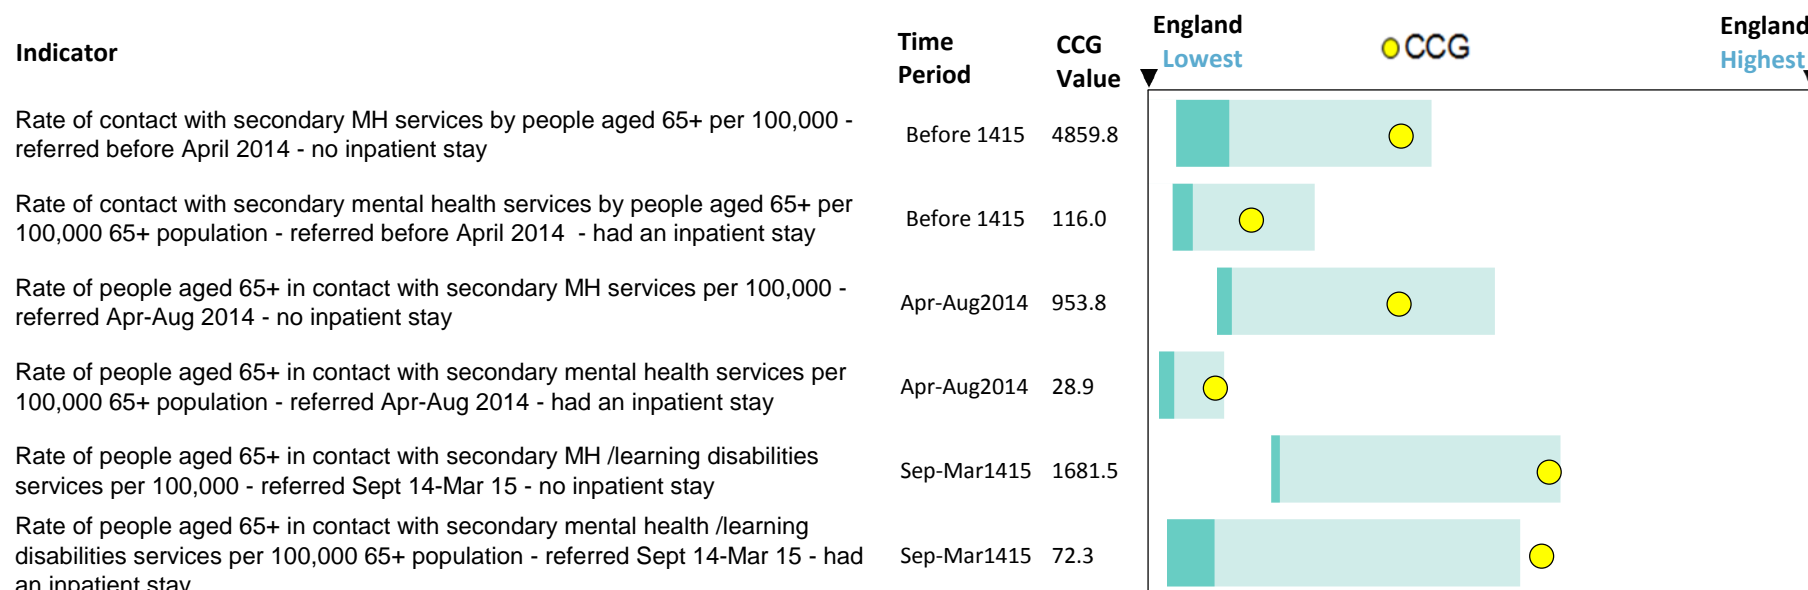 Indicator
Time Period
CCG Value
England Lowest
CCG
England Highest
Rate of contact with secondary MH services by people aged 65+ per 100,000 -
referred before April 2014 - no inpatient stay
Before 1415
4859.8
Rate of contact with secondary mental health services by people aged 65+ per
100,000 65+ population - referred before April 2014  - had an inpatient stay
Before 1415
116.0
Rate of people aged 65+ in contact with secondary MH services per 100,000 -
referred Apr-Aug 2014 - no inpatient stay
Apr-Aug2014
953.8
Rate of people aged 65+ in contact with secondary mental health services per
100,000 65+ population - referred Apr-Aug 2014 - had an inpatient stay
Apr-Aug2014
28.9
Rate of people aged 65+ in contact with secondary MH /learning disabilities
services per 100,000 - referred Sept 14-Mar 15 - no inpatient stay
Sep-Mar1415
1681.5
Rate of people aged 65+ in contact with secondary mental health /learning
disabilities services per 100,000 65+ population - referred Sept 14-Mar 15 - had
an inpatient stay
Sep-Mar1415
72.3